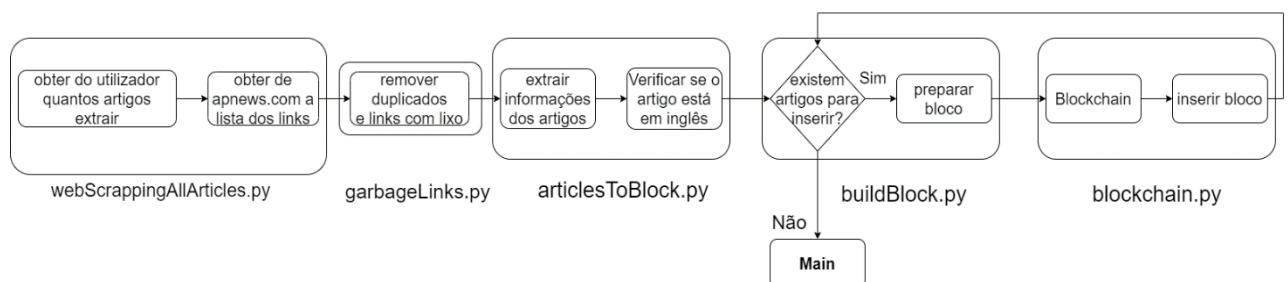 obter do utilizador
quantos artigos
extrair
obter de
apnews.com a
lista dos links
webScrappingAllArticles.py
remover
duplicados
e links com lixo
garbageLinks.py
extrair
informações
dos artigos
Verificar se o
artigo está
em inglês
articlesToBlock.py
existem
artigos para
inserir?
Sim
preparar
bloco
buildBlock.py
Não
Main
Blockchain
inserir bloco
blockchain.py